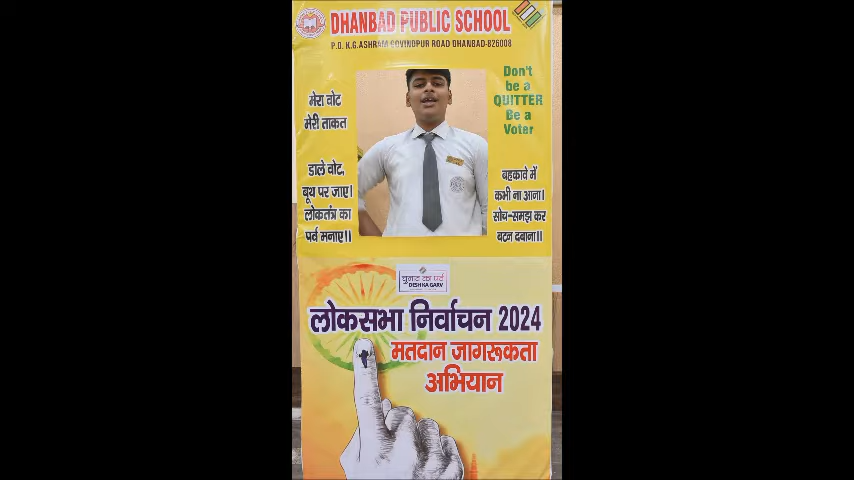 DHANBAD PUBLIC SCHOOL
P.O. K.G.ASHRAM GOVINDPUR ROAD DHANBAD-828008
मेरा वोट
मेरी ताकत
डाले वोट,
बूथ पर जाए।
लोकतंत्र का
पर्व मनाए।।
Don't
be a
QUITTER
Be a
Voter
बहकावे में
कभी ना आना।
सोच-समझ कर
बटन दबाना।।
चुनाव का पर्व
DESH KA GARV
लोकसभा निर्वाचन 2024
मतदान जागरूकता
अभियान